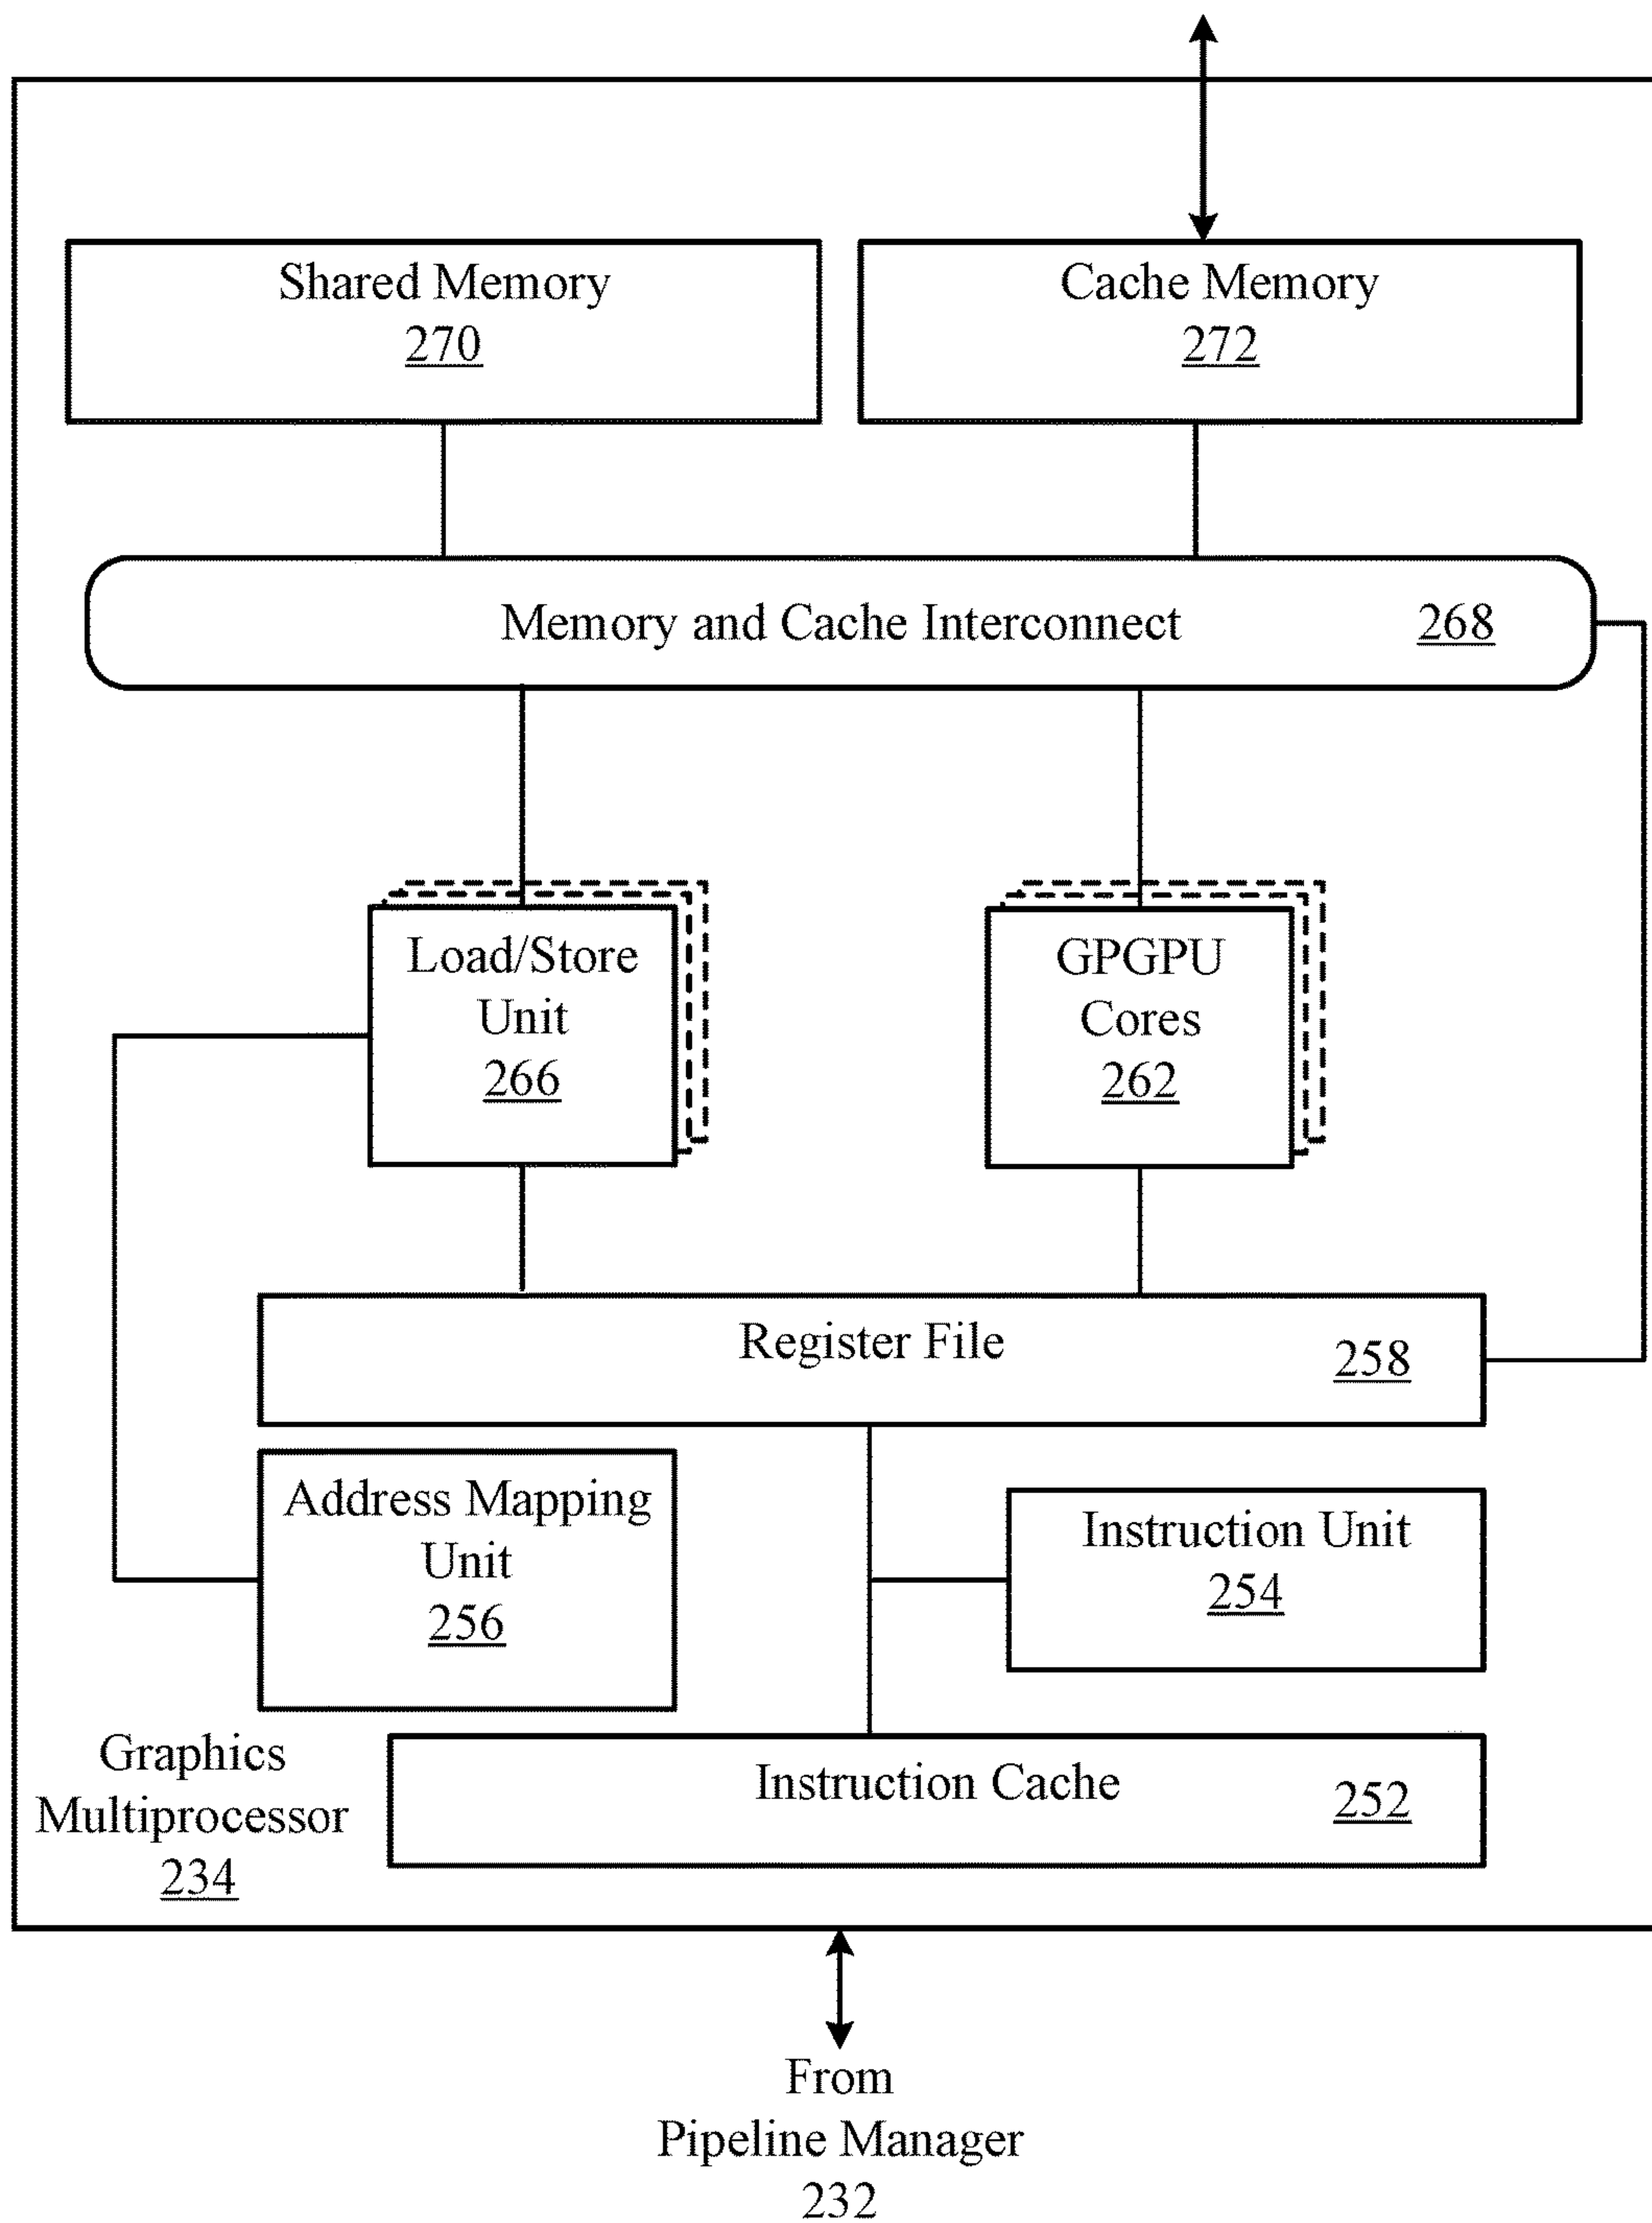 Shared Memory
270
Cache Memory
272
Memory and Cache Interconnect 268
Load/Store
Unit
266
GPGPU
Cores
262
Register File 258
Address Mapping
Unit
256
Instruction Unit
254
Graphics
Multiprocessor
234
Instruction Cache 252
From
Pipeline Manager
232